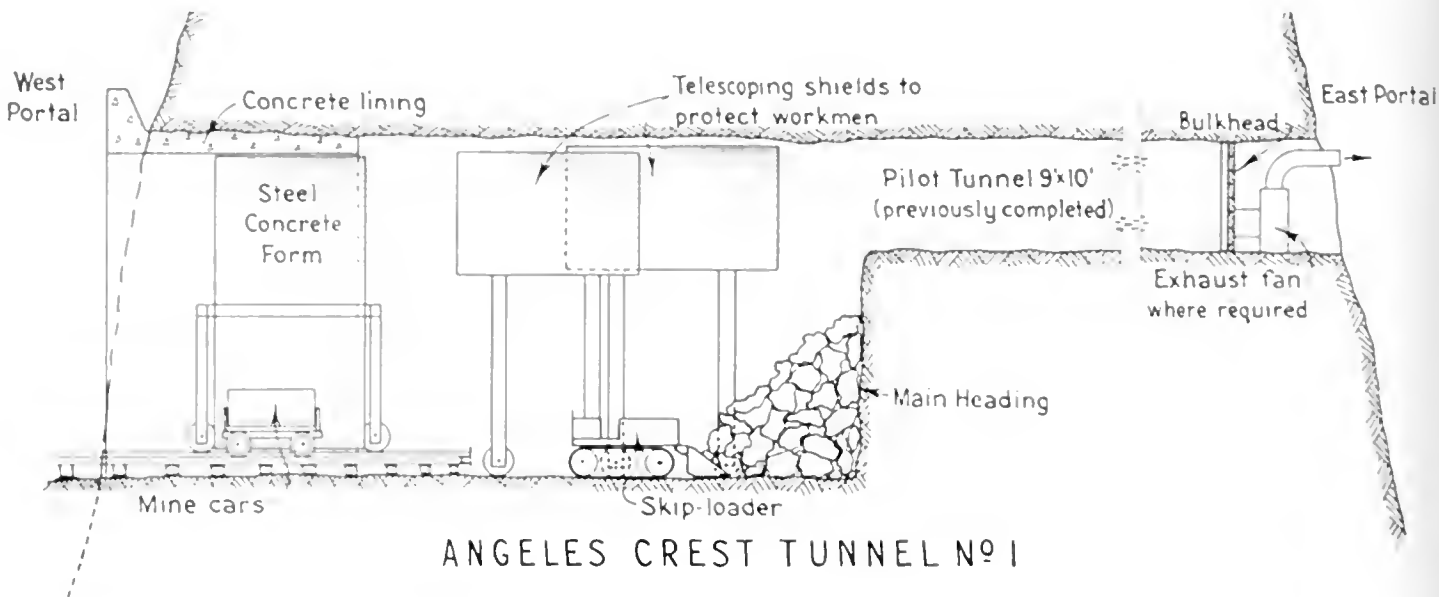 West
Portal
Concrete lining
Telescoping shields to
protect workmen
East Portal
Bulkhead
Steel
Concrete
Form
Pilot Tunnel 9'x10'
(previously completed)
Exhaust fan
where required
Main Heading
Mine cars
Skip-loader
ANGELES CREST TUNNEL Nº 1